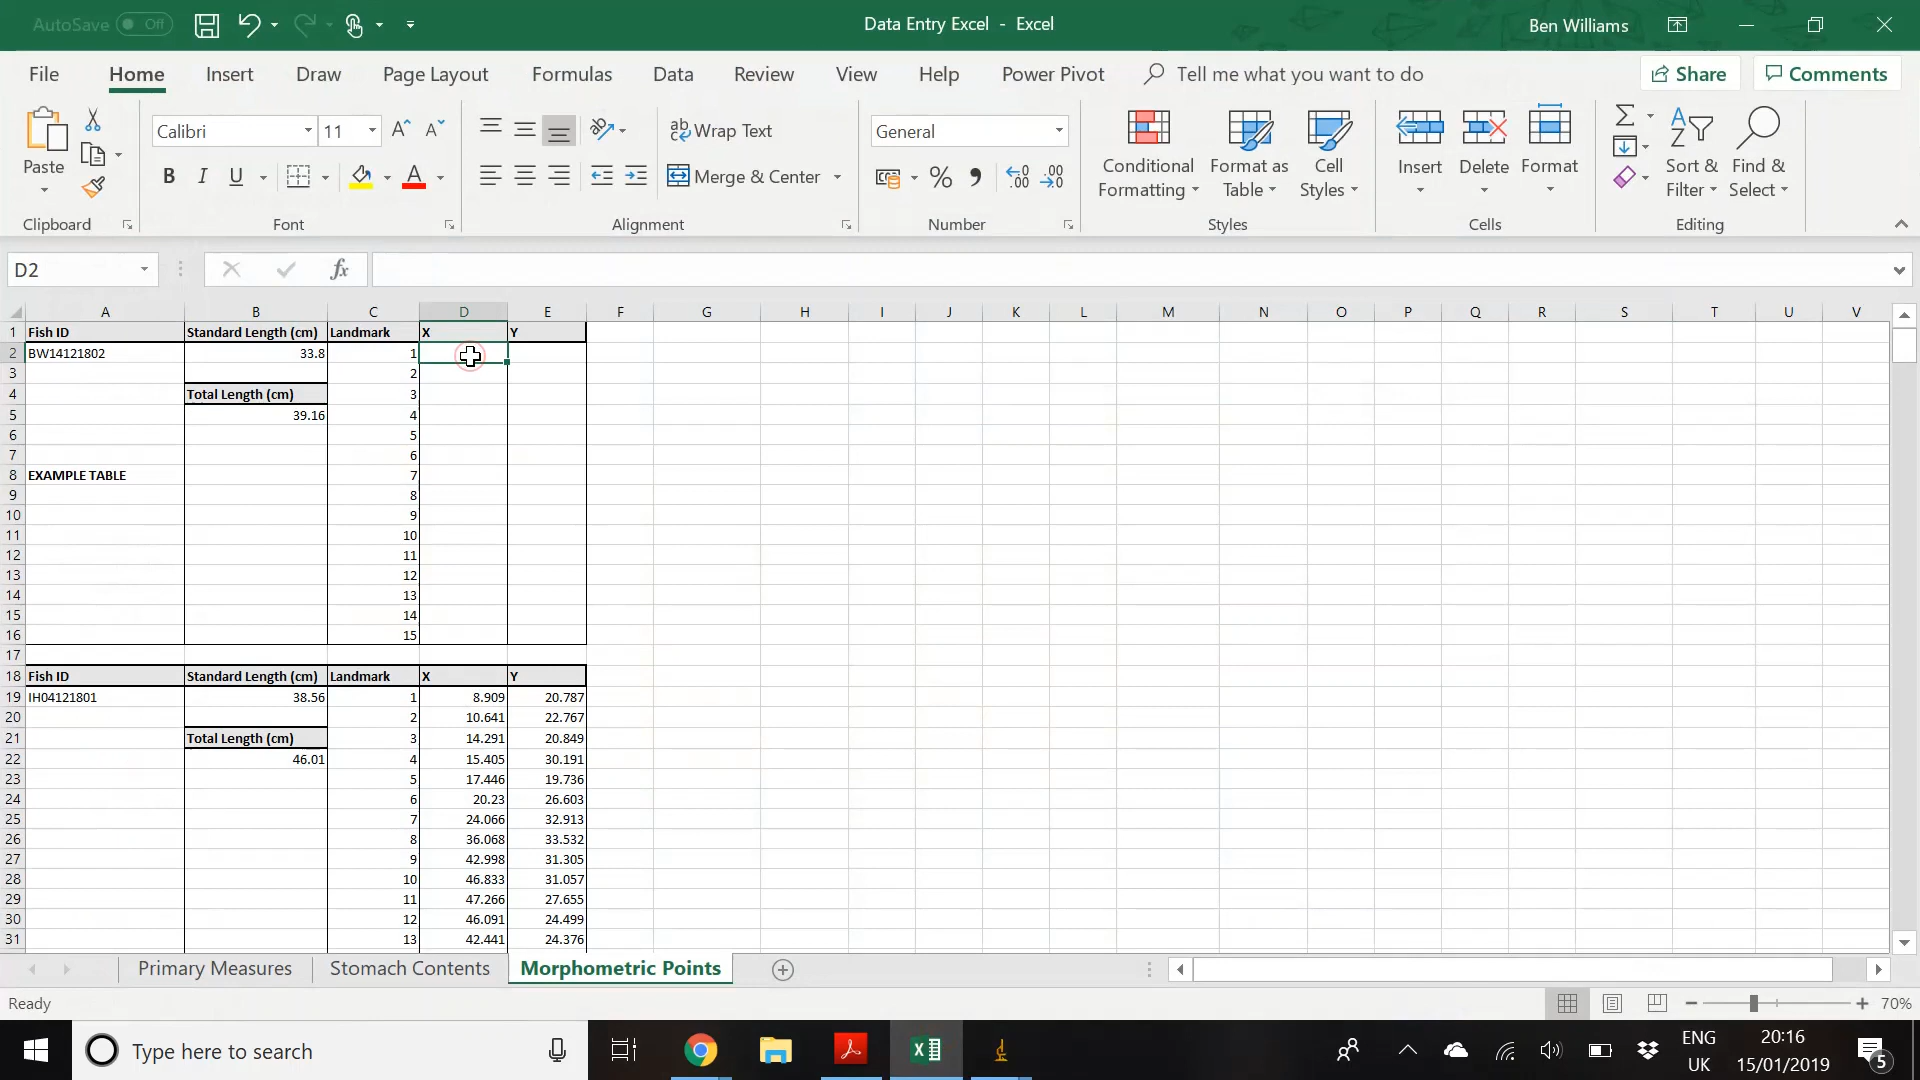 AutoSave Off
Data Entry Excel - Excel
Ben Williams
File Home Insert Draw Page Layout Formulas Data Review View Help Power Pivot Tell me what you want to do Share Comments
Paste
Clipboard
Calibri 11
B I U
Font
Wrap Text
Merge & Center
Alignment
General
Number
Conditional Formatting
Format as Table
Cell Styles
Styles
Insert Delete Format
Cells
Sort & Filter
Find & Select
Editing
D2 fx
A B C D E F G H I J K L M N O P Q R S T U V
1 Fish ID Standard Length (cm) Landmark X Y
2 BW14121802 33.8 1
3 2
4 Total Length (cm) 3
5 39.16 4
6 5
7 6
8 EXAMPLE TABLE 7
9 8
10 9
11 10
12 11
13 12
14 13
15 14
16 15
17
18 Fish ID Standard Length (cm) Landmark X Y
19 IH04121801 38.56 1 8.909 20.787
20 2 10.641 22.767
21 Total Length (cm) 3 14.291 20.849
22 46.01 4 15.405 30.191
23 5 17.446 19.736
24 6 20.23 26.603
25 7 24.066 32.913
26 8 36.068 33.532
27 9 42.998 31.305
28 10 46.833 31.057
29 11 47.266 27.655
30 12 46.091 24.499
31 13 42.441 24.376
Primary Measures Stomach Contents Morphometric Points
Ready 70%
Type here to search
ENG 20:16
UK 15/01/2019 5